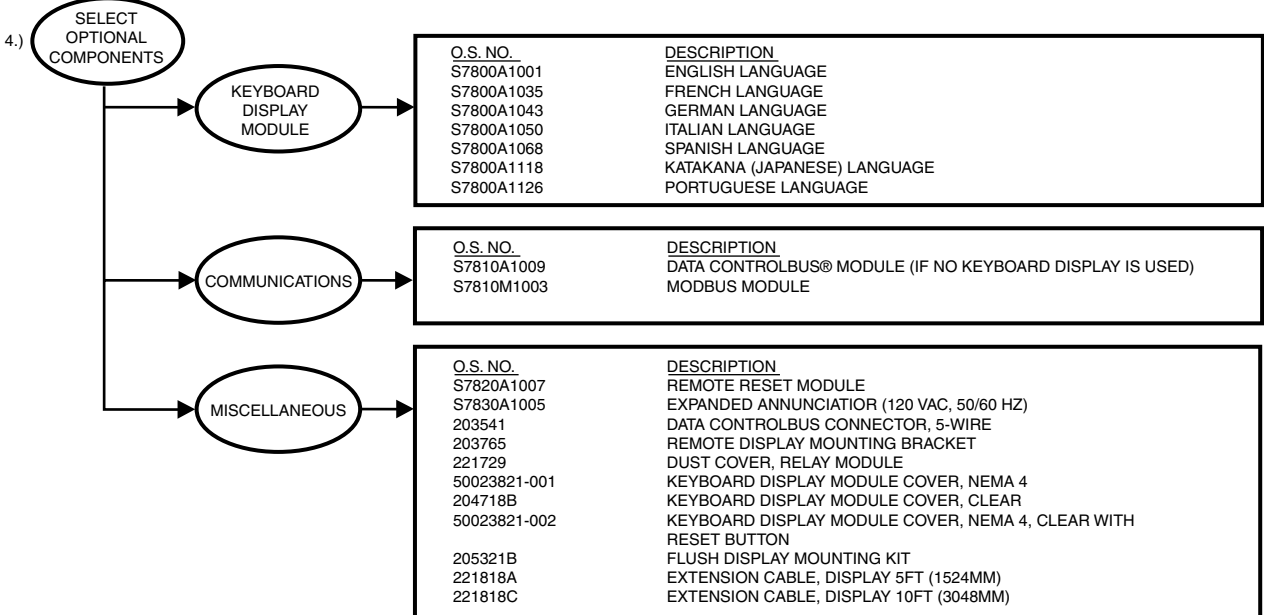 4.)
SELECT
OPTIONAL
COMPONENTS
KEYBOARD
DISPLAY
MODULE
O.S. NO. DESCRIPTION
S7800A1001 ENGLISH LANGUAGE
S7800A1035 FRENCH LANGUAGE
S7800A1043 GERMAN LANGUAGE
S7800A1050 ITALIAN LANGUAGE
S7800A1068 SPANISH LANGUAGE
S7800A1118 KATAKANA (JAPANESE) LANGUAGE
S7800A1126 PORTUGUESE LANGUAGE
COMMUNICATIONS
O.S. NO. DESCRIPTION
S7810A1009 DATA CONTROLBUS® MODULE (IF NO KEYBOARD DISPLAY IS USED)
S7810M1003 MODBUS MODULE
MISCELLANEOUS
O.S. NO. DESCRIPTION
S7820A1007 REMOTE RESET MODULE
S7830A1005 EXPANDED ANNUNCIATIOR (120 VAC, 50/60 HZ)
203541 DATA CONTROLBUS CONNECTOR, 5-WIRE
203765 REMOTE DISPLAY MOUNTING BRACKET
221729 DUST COVER, RELAY MODULE
50023821-001 KEYBOARD DISPLAY MODULE COVER, NEMA 4
204718B KEYBOARD DISPLAY MODULE COVER, CLEAR
50023821-002 KEYBOARD DISPLAY MODULE COVER, NEMA 4, CLEAR WITH
RESET BUTTON
205321B FLUSH DISPLAY MOUNTING KIT
221818A EXTENSION CABLE, DISPLAY 5FT (1524MM)
221818C EXTENSION CABLE, DISPLAY 10FT (3048MM)